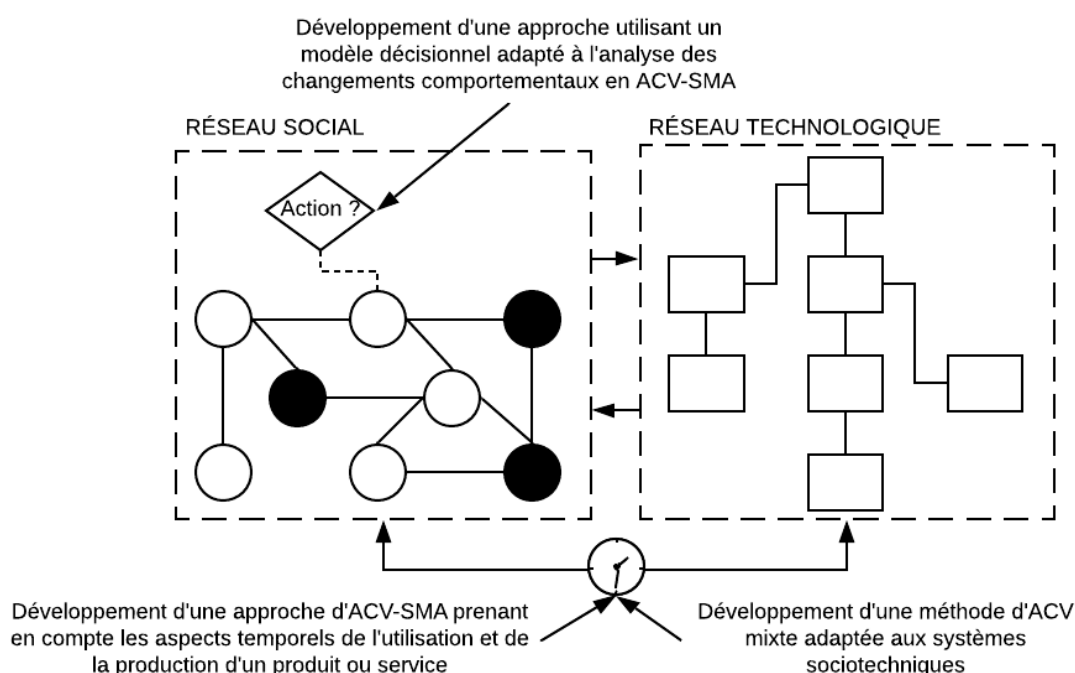 Développement d'une approche utilisant un
modèle décisionnel adapté à l'analyse des
changements comportementaux en ACV-SMA
RÉSEAU SOCIAL
RÉSEAU TECHNOLOGIQUE
Action ?
Développement d'une approche d'ACV-SMA prenant
en compte les aspects temporels de l'utilisation et de
la production d'un produit ou service
Développement d'une méthode d'ACV
mixte adaptée aux systèmes
sociotechniques